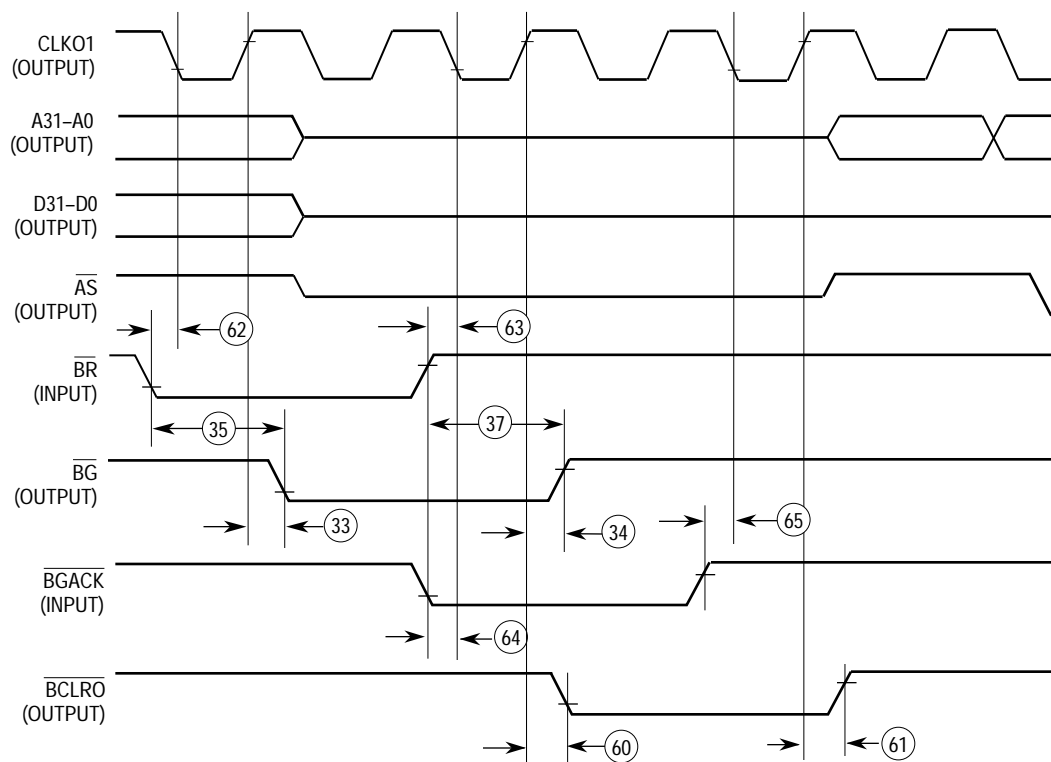 CLKO1
(OUTPUT)
A31–A0
(OUTPUT)
D31–D0
(OUTPUT)
AS
(OUTPUT)
62
63
BR
(INPUT)
35
37
BG
(OUTPUT)
33
34
65
BGACK
(INPUT)
64
BCLRO
(OUTPUT)
60
61